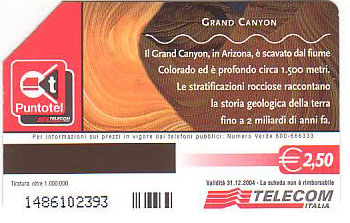 GRAND CANYON
Il Grand Canyon, in Arizona, è scavato dal fiume
Colorado ed è profondo circa 1.500 metri.
Le stratificazioni rocciose raccontano
la storia geologica della terra
fino a 2 miliardi di anni fa.
Puntotel
TELECOM
Per informazioni sui prezzi in vigore dai telefoni pubblici: Numero Verde 800-666333
€ 2,50
Tiratura: oltre 1.000.000
Validità 31.12.2004 - La scheda non è rimborsabile
1486102393
TELECOM
ITALIA